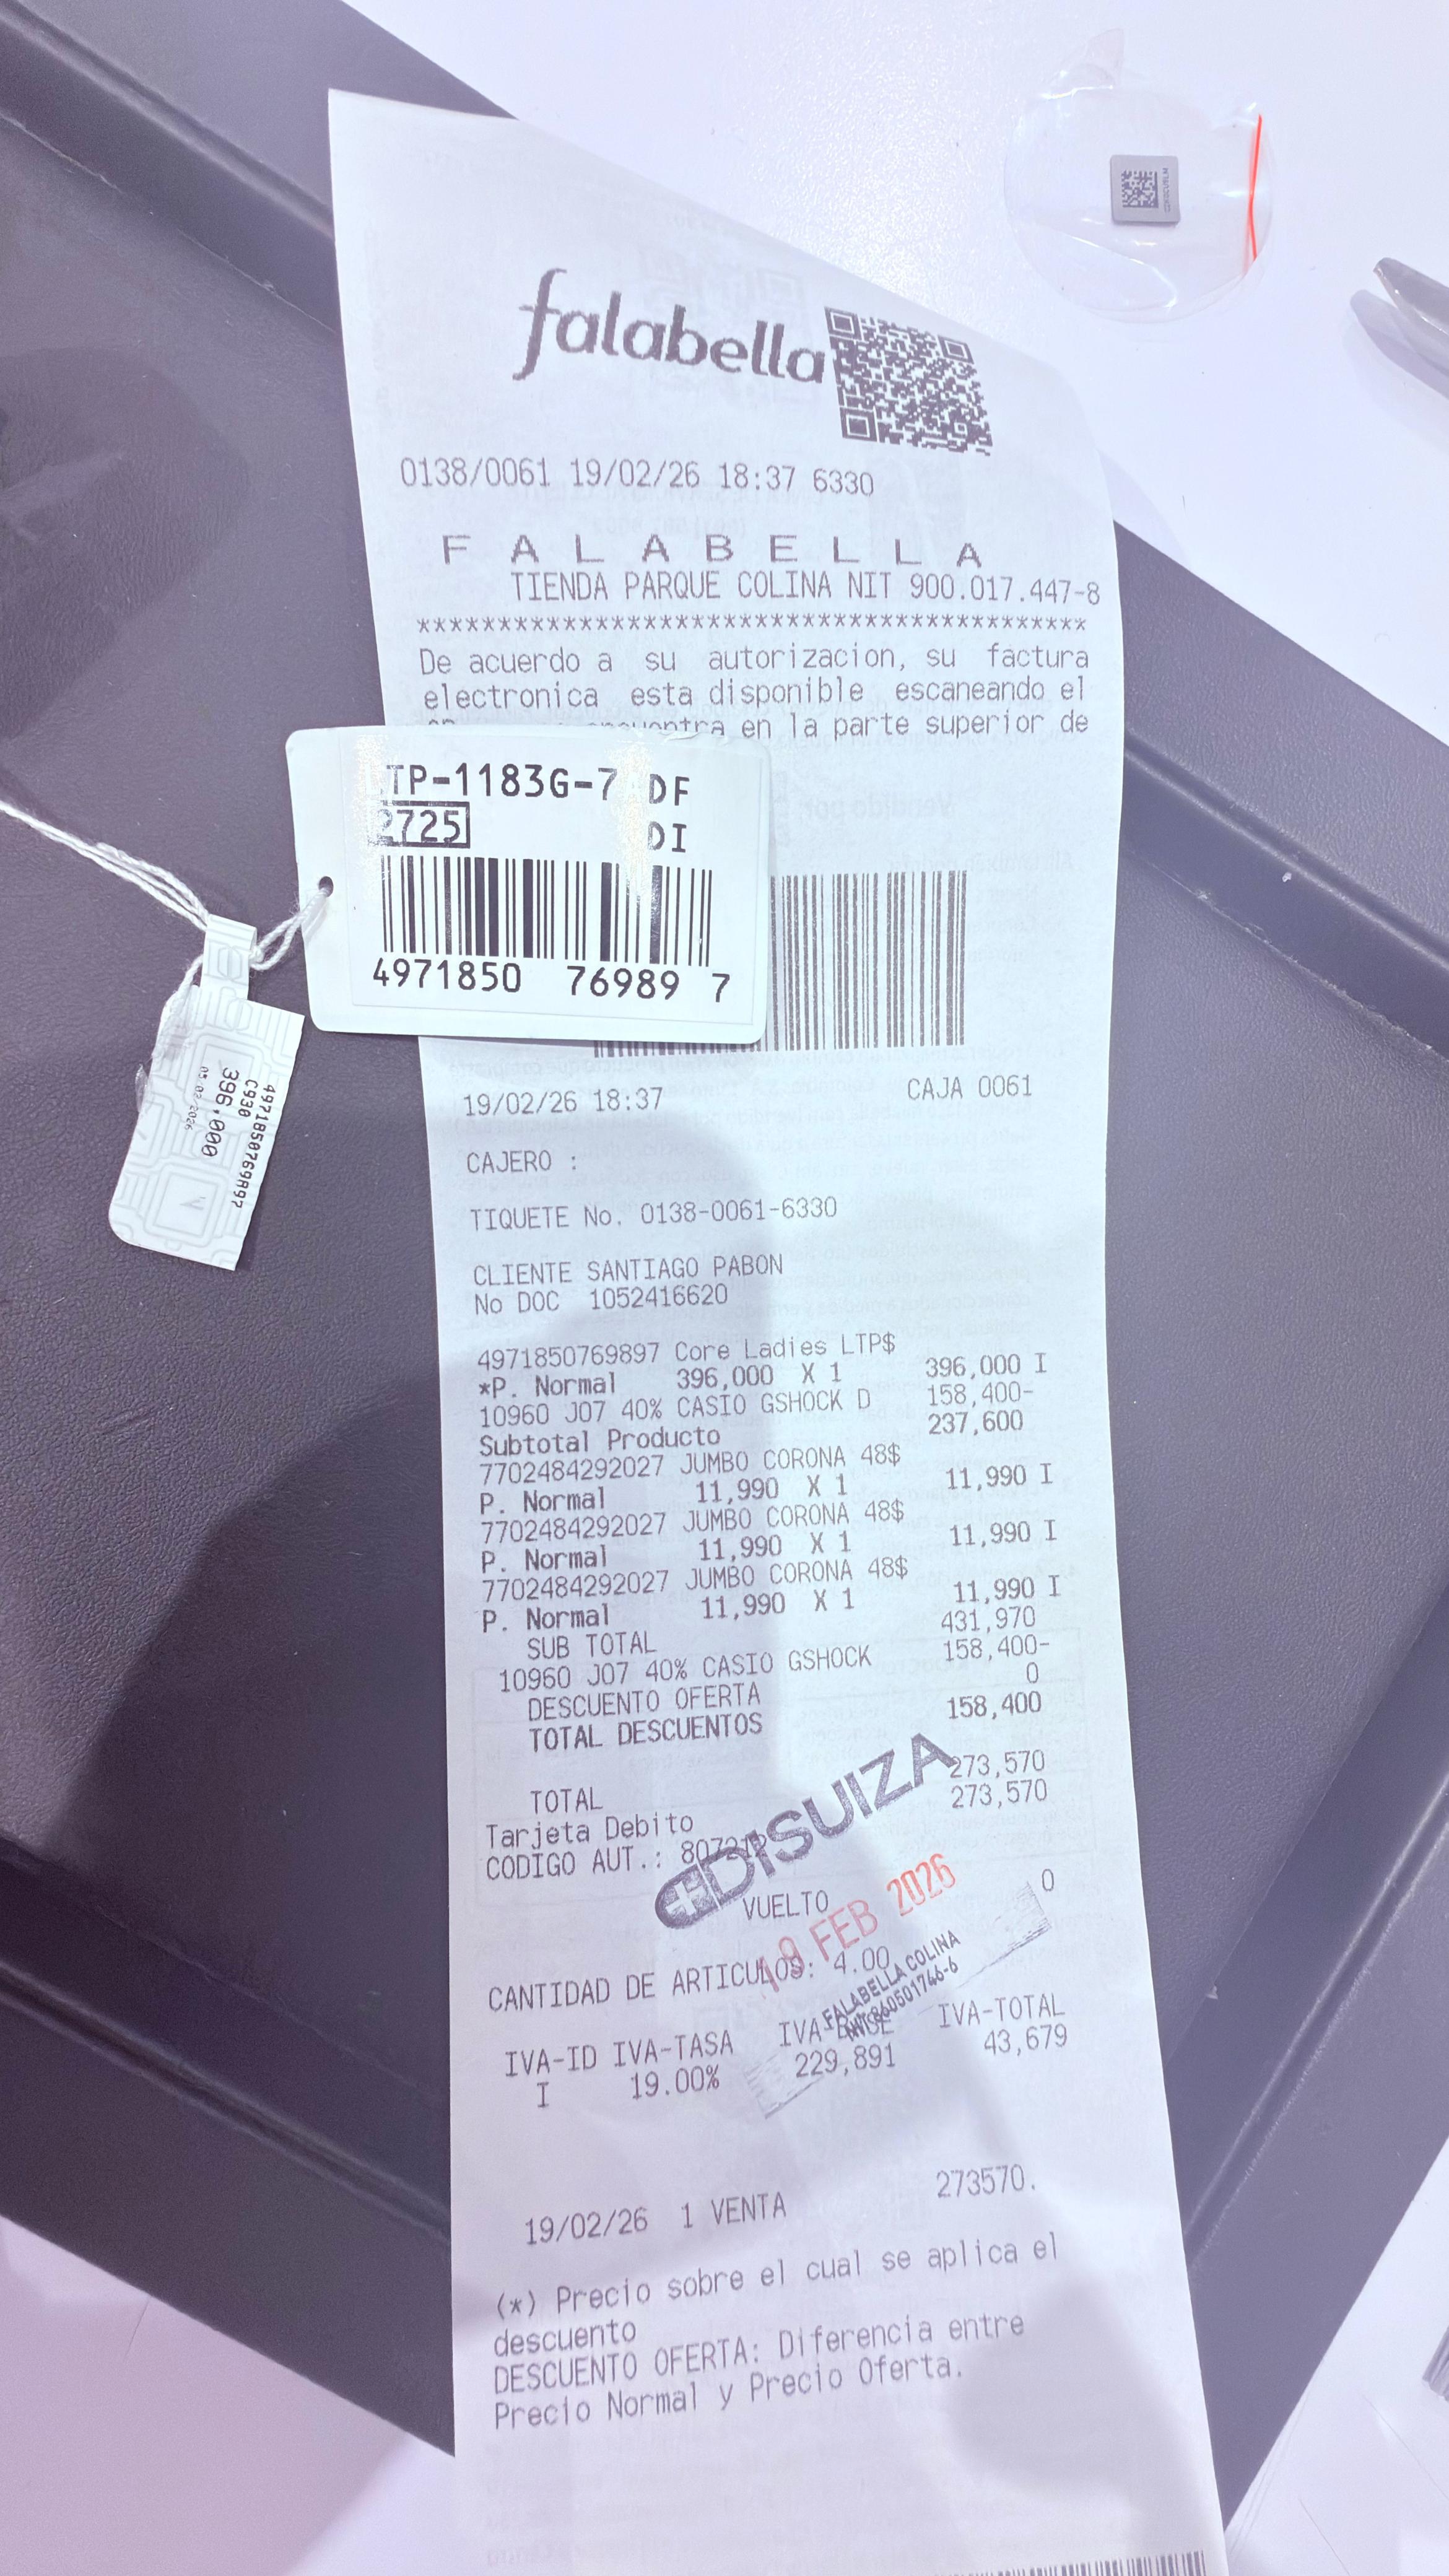 falabella
0138/0061 19/02/26 18:37 6330
F A L A B E L L A
TIENDA PARQUE COLINA NIT 900.017.447-8
******************************************
De acuerdo a su autorizacion, su factura
electronica esta disponible escaneando el
en la parte superior de
TP-1183G-7 DF
2725 DI
4971850 76989 7
4971850769897
C930
396,000
19/02/26 18:37 CAJA 0061
CAJERO :
TIQUETE No. 0138-0061-6330
CLIENTE SANTIAGO PABON
No DOC 1052416620
4971850769897 Core Ladies LTP$
*P. Normal 396,000 X 1 396,000 I
10960 J07 40% CASIO GSHOCK D 158,400-
Subtotal Producto 237,600
7702484292027 JUMBO CORONA 48$
P. Normal 11,990 X 1 11,990 I
7702484292027 JUMBO CORONA 48$
P. Normal 11,990 X 1 11,990 I
7702484292027 JUMBO CORONA 48$
P. Normal 11,990 X 1 11,990 I
SUB TOTAL 431,970
10960 J07 40% CASIO GSHOCK 158,400-
DESCUENTO OFERTA 0
TOTAL DESCUENTOS 158,400
TOTAL 273,570
Tarjeta Debito 273,570
CODIGO AUT.:
DISUIZA
VUELTO 0
FEB 2026
CANTIDAD DE ARTICULOS: 4.00
FALABELLA COLINA
860501746-6
IVA-ID IVA-TASA IVA-BASE IVA-TOTAL
I 19.00% 229,891 43,679
19/02/26 1 VENTA 273570.
(*) Precio sobre el cual se aplica el
descuento
DESCUENTO OFERTA: Diferencia entre
Precio Normal y Precio Oferta.